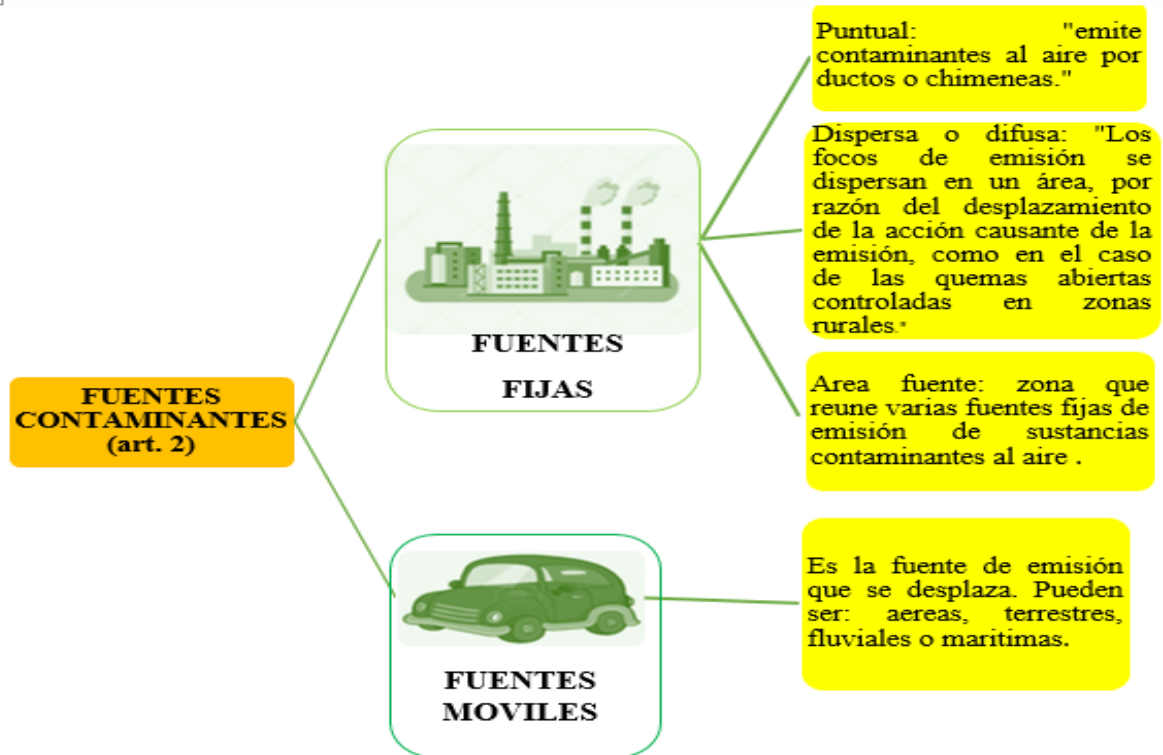 FUENTES
CONTAMINANTES
(art. 2)
FUENTES
FIJAS
Puntual: "emite
contaminantes al aire por
ductos o chimeneas."
Dispersa o difusa: "Los
focos de emisión se
dispersan en un área, por
razón del desplazamiento
de la acción causante de la
emisión, como en el caso
de las quemas abiertas
controladas en zonas
rurales."
Area fuente: zona que
reune varias fuentes fijas de
emisión de sustancias
contaminantes al aire .
FUENTES
MOVILES
Es la fuente de emisión
que se desplaza. Pueden
ser: aereas, terrestres,
fluviales o maritimas.